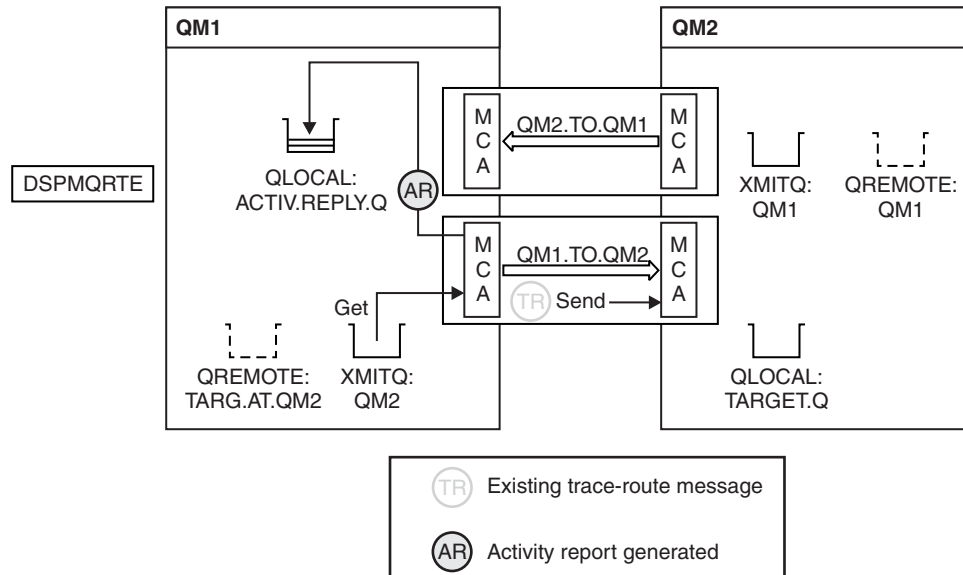 QM1
QM2
M
C
A
QM2.TO.QM1
M
C
A
DSPMQRTE
QLOCAL:
ACTIV.REPLY.Q
AR
XMITQ:
QM1
QREMOTE:
QM1
M
C
A
QM1.TO.QM2
TR Send
M
C
A
Get
QREMOTE:
TARG.AT.QM2
XMITQ:
QM2
QLOCAL:
TARGET.Q
TR Existing trace-route message
AR Activity report generated